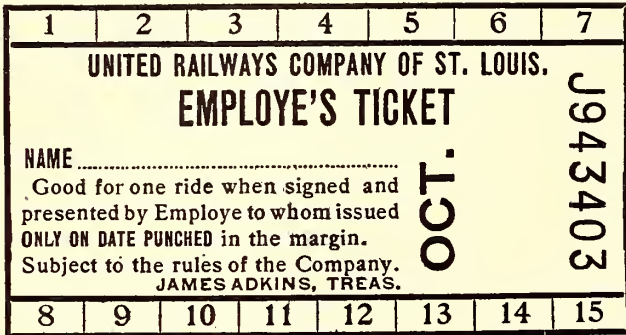 1 2 3 4 5 6 7
UNITED RAILWAYS COMPANY OF ST. LOUIS.
EMPLOYE'S TICKET
NAME
Good for one ride when signed and
presented by Employe to whom issued
ONLY ON DATE PUNCHED in the margin.
Subject to the rules of the Company.
JAMES ADKINS, TREAS.
OCT.
J943403
8 9 10 11 12 13 14 15